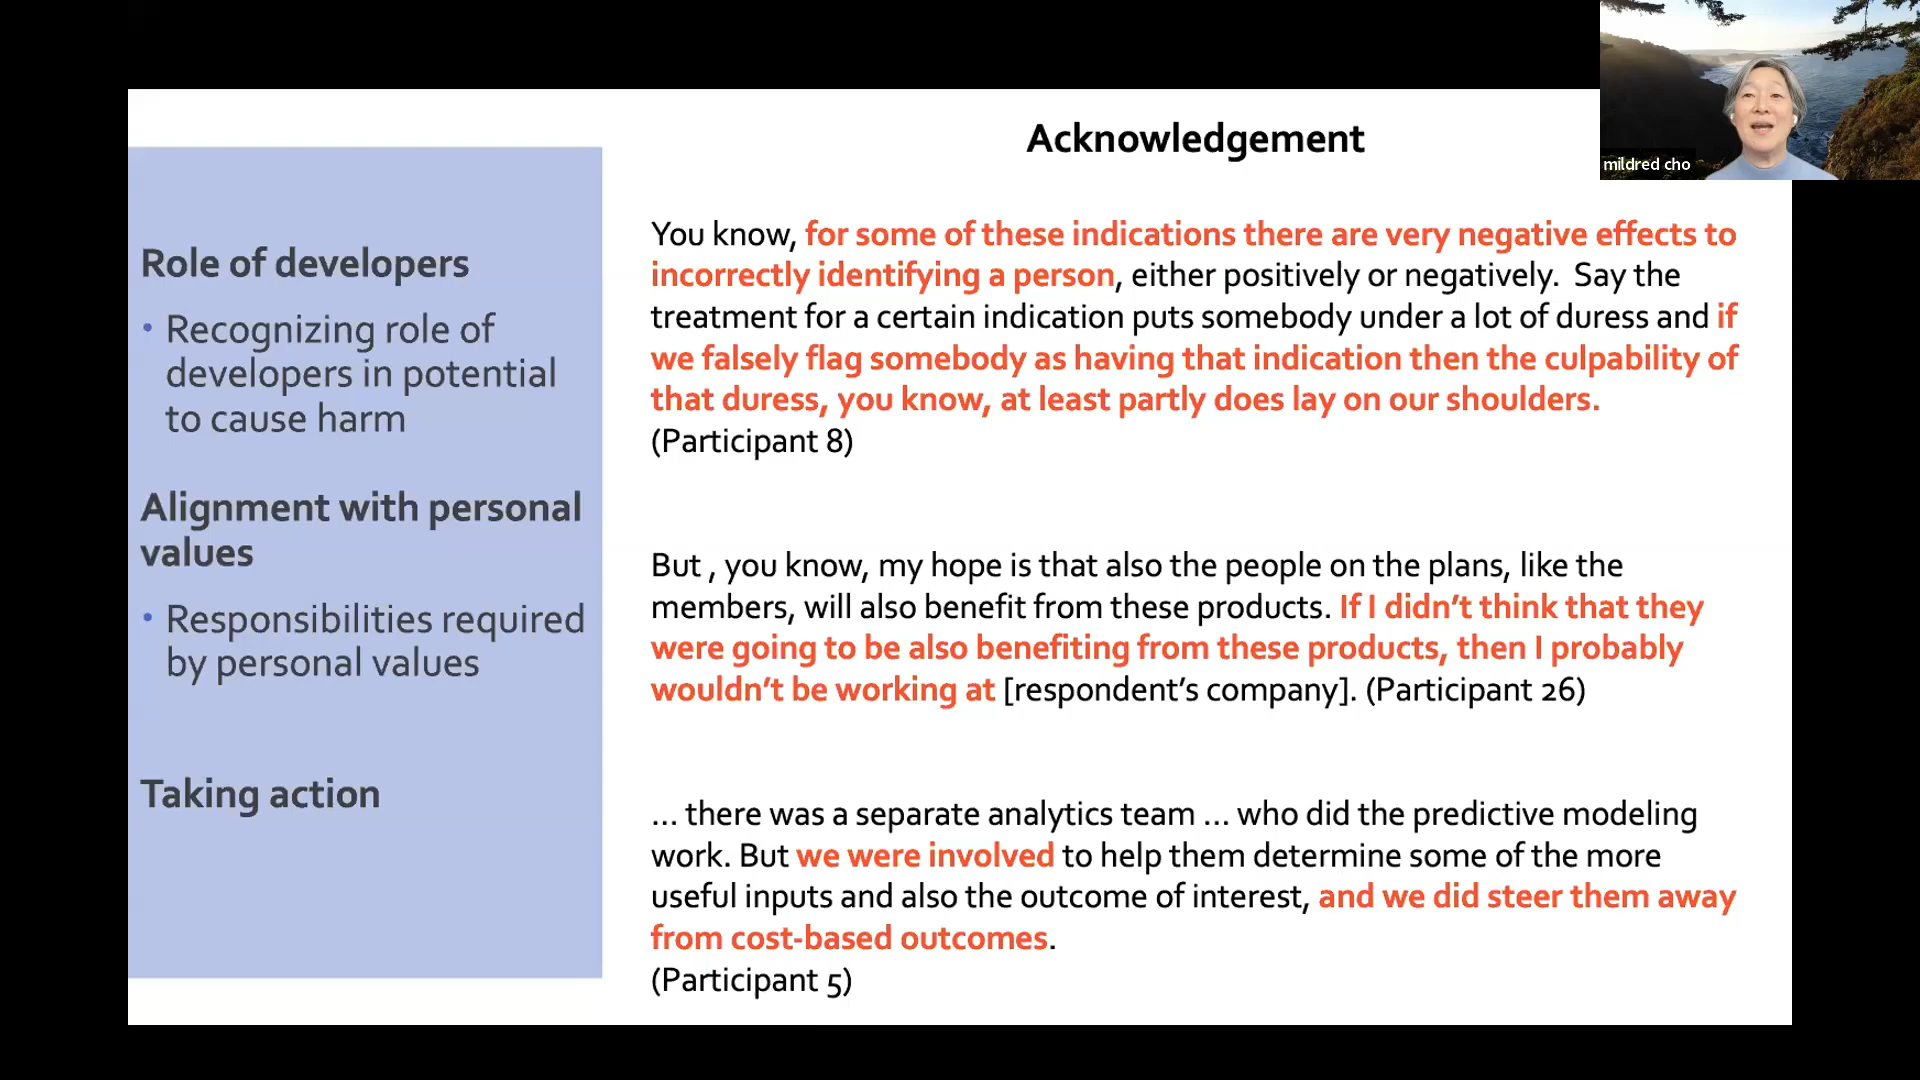 Acknowledgement
mildred cho
Role of developers
• Recognizing role of
developers in potential
to cause harm
Alignment with personal
values
• Responsibilities required
by personal values
Taking action
You know, for some of these indications there are very negative effects to
incorrectly identifying a person, either positively or negatively.  Say the
treatment for a certain indication puts somebody under a lot of duress and if
we falsely flag somebody as having that indication then the culpability of
that duress, you know, at least partly does lay on our shoulders.
(Participant 8)
But , you know, my hope is that also the people on the plans, like the
members, will also benefit from these products. If I didn’t think that they
were going to be also benefiting from these products, then I probably
wouldn’t be working at [respondent’s company]. (Participant 26)
... there was a separate analytics team ... who did the predictive modeling
work. But we were involved to help them determine some of the more
useful inputs and also the outcome of interest, and we did steer them away
from cost-based outcomes.
(Participant 5)